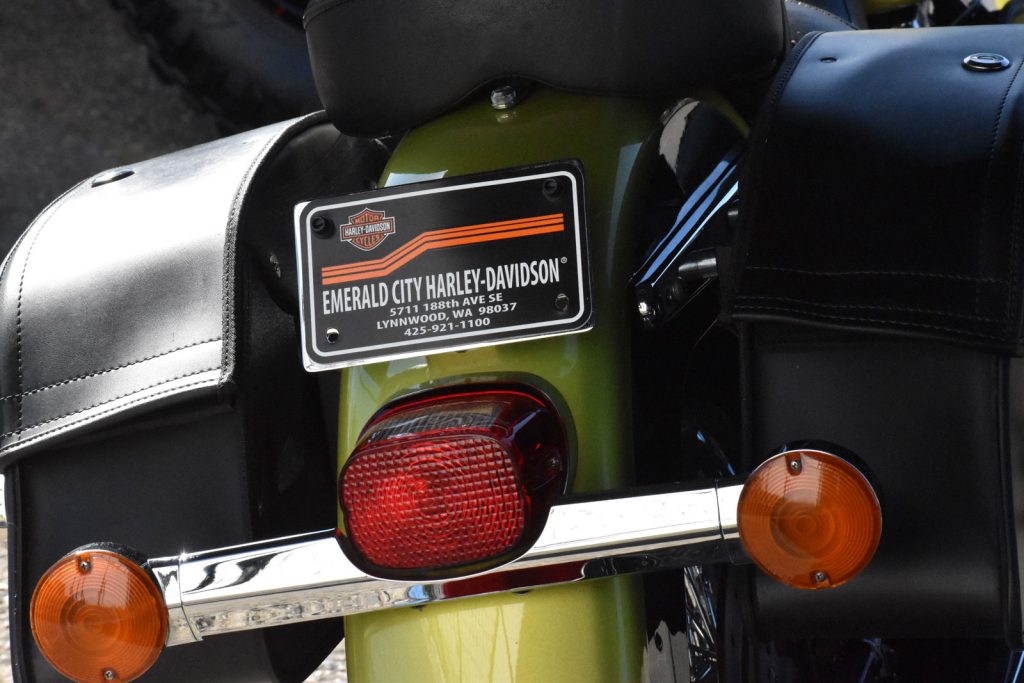 MOTOR
HARLEY-DAVIDSON
CYCLES
EMERALD CITY HARLEY-DAVIDSON®
5711 188th AVE SE
LYNNWOOD, WA 98037
425-921-1100